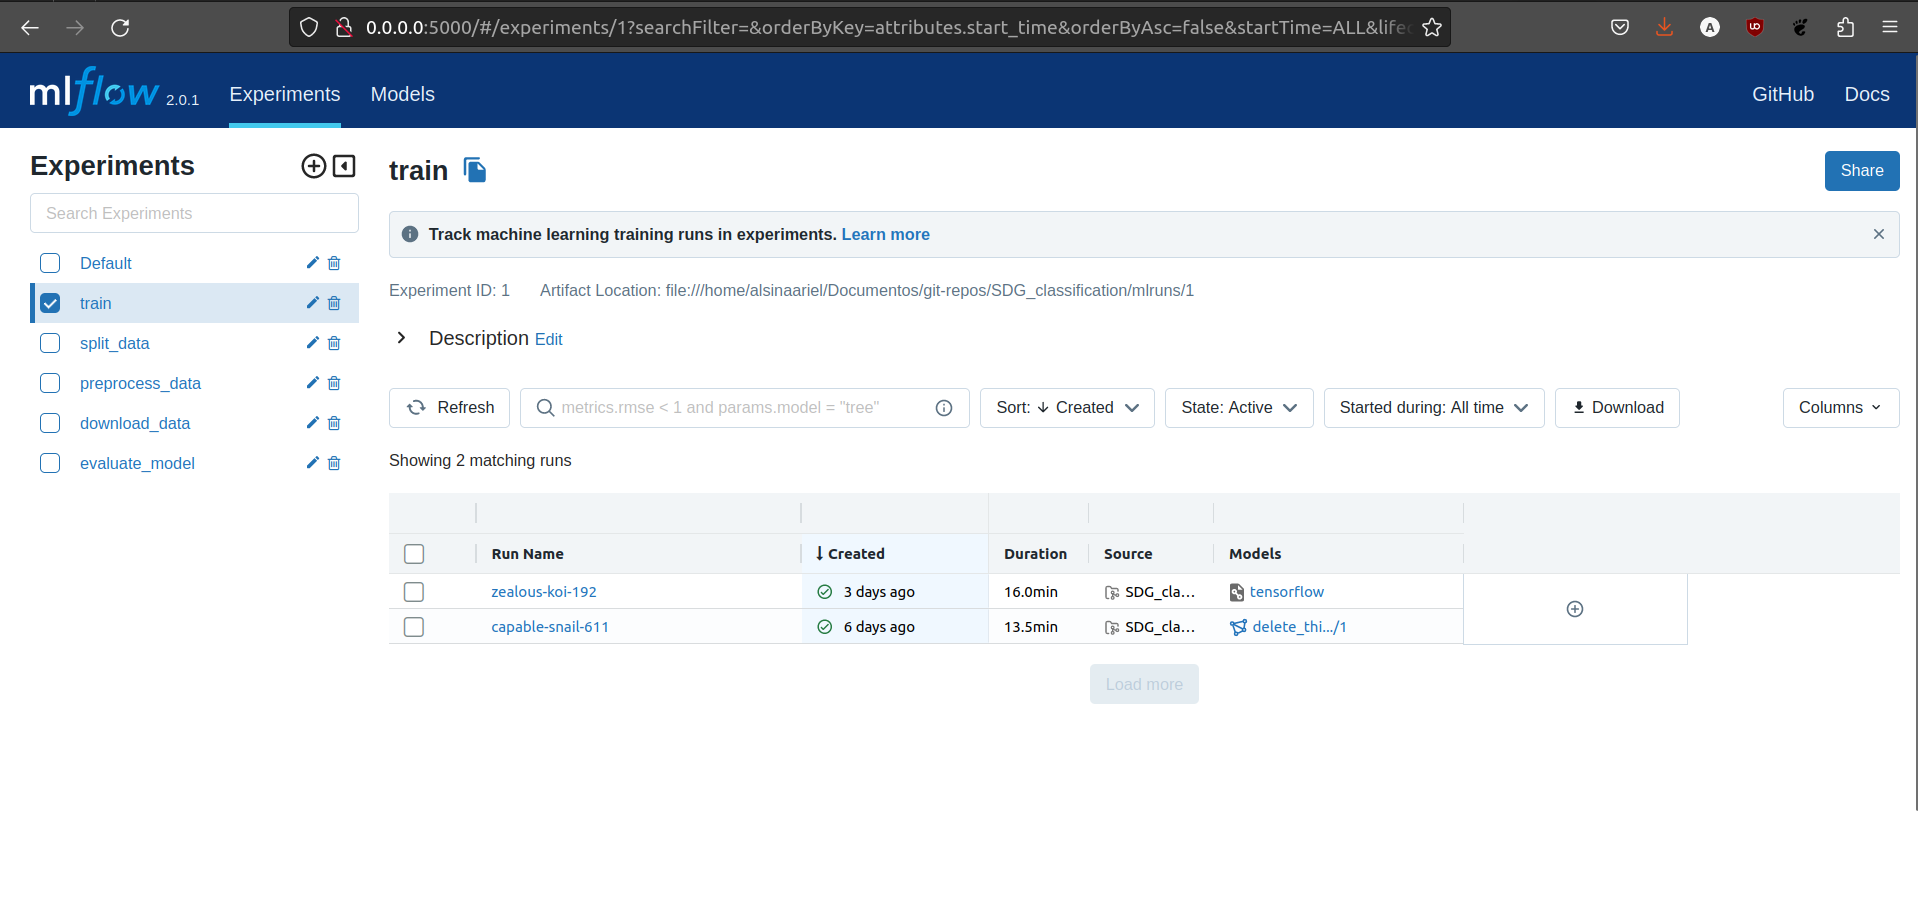 0.0.0.0:5000/#/experiments/1?searchFilter=&orderByKey=attributes.start_time&orderByAsc=false&startTime=ALL&lifec
mlflow 2.0.1 Experiments Models GitHub Docs
Experiments
train
Share
Search Experiments
Track machine learning training runs in experiments. Learn more
Default
train
split_data
preprocess_data
download_data
evaluate_model
Experiment ID: 1 Artifact Location: file:///home/alsinaariel/Documentos/git-repos/SDG_classification/mlruns/1
Description Edit
Refresh metrics.rmse < 1 and params.model = "tree" Sort: Created State: Active Started during: All time Download Columns
Showing 2 matching runs
Run Name Created Duration Source Models
zealous-koi-192 3 days ago 16.0min SDG_cla... tensorflow
capable-snail-611 6 days ago 13.5min SDG_cla... delete_thi.../1
Load more